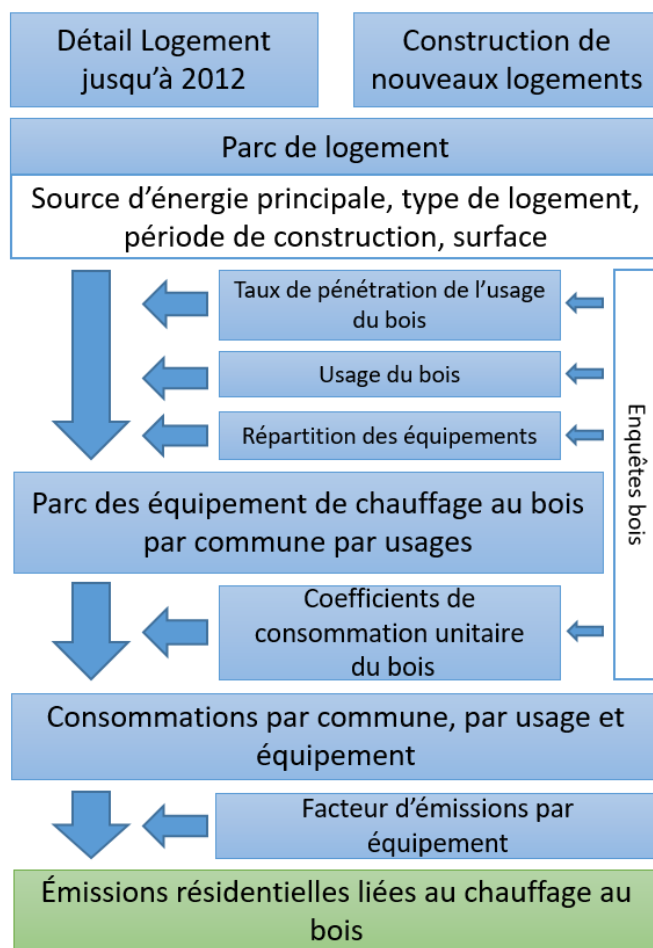 Détail Logement
jusqu'à 2012
Construction de
nouveaux logements
Parc de logement
Source d'énergie principale, type de logement,
période de construction, surface
Taux de pénétration de l'usage
du bois
Usage du bois
Répartition des équipements
Enquêtes bois
Parc des équipement de chauffage au bois
par commune par usages
Coefficients de
consommation unitaire
du bois
Consommations par commune, par usage et
équipement
Facteur d'émissions par
équipement
Émissions résidentielles liées au chauffage au
bois